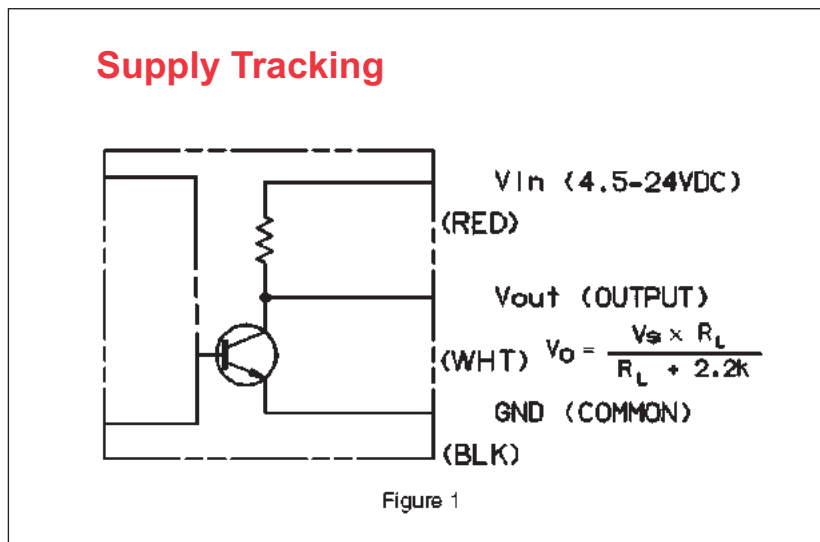 Supply Tracking
Vin (4.5-24VDC)
(RED)
Vout (OUTPUT)
(WHT) Vo = Vs × RL / RL + 2.2k
GND (COMMON)
(BLK)
Figure 1